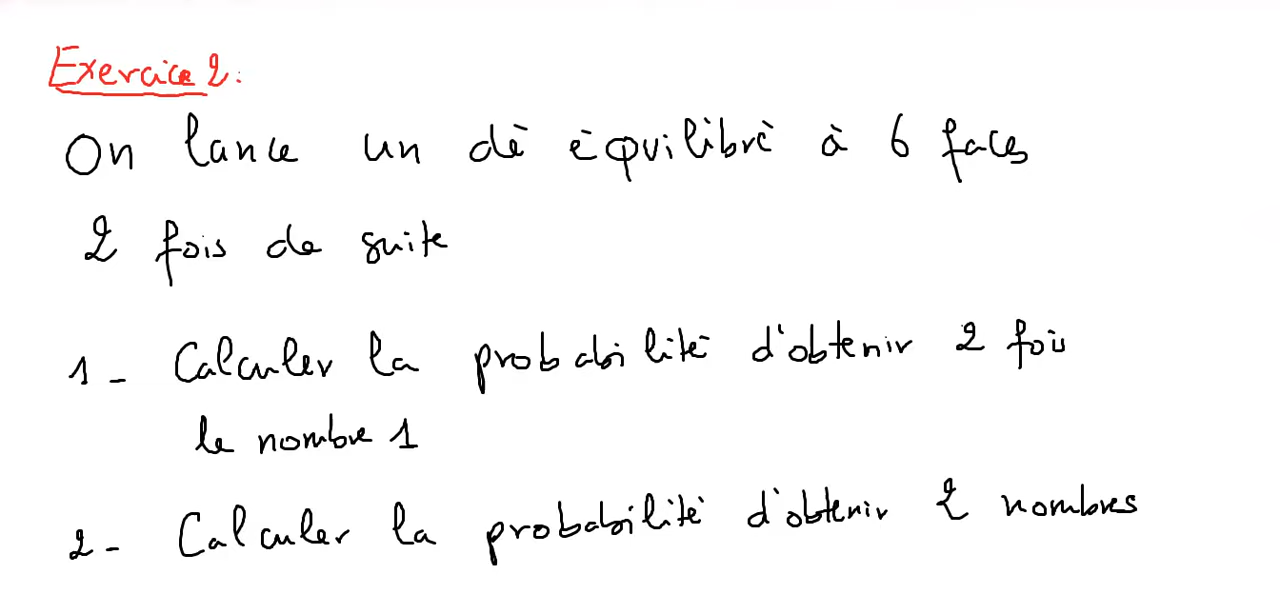 Exercice 2:
On lance un dé équilibré à 6 faces
2 fois de suite
1- Calculer la probabilité d'obtenir 2 fois
le nombre 1
2- Calculer la probabilité d'obtenir 2 nombres